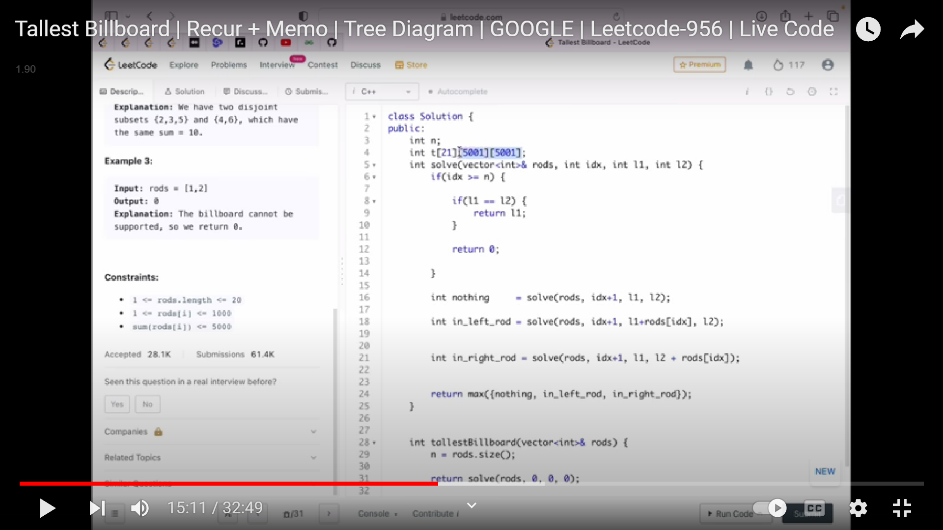 Tallest Billboard | Recur + Memo | Tree Diagram | GOOGLE | Leetcode-956 | Live Code
leetcode.com
Tallest Billboard - LeetCode
1.90
LeetCode Explore Problems Interview New Contest Discuss Store Premium 117
Descrip... Solution Discuss... Submis...
i C++ Autocomplete
Explanation: We have two disjoint
subsets {2,3,5} and {4,6}, which have
the same sum = 10.
Example 3:
Input: rods = [1,2]
Output: 0
Explanation: The billboard cannot be
supported, so we return 0.
Constraints:
1 <= rods.length <= 20
1 <= rods[i] <= 1000
sum(rods[i]) <= 5000
Accepted 28.1K Submissions 61.4K
Seen this question in a real interview before?
Yes No
Companies
Related Topics
1 class Solution {
2 public:
3 int n;
4 int t[21][5001][5001];
5 int solve(vector<int>& rods, int idx, int l1, int l2) {
6 if(idx >= n) {
7
8 if(l1 == l2) {
9 return l1;
10 }
11
12 return 0;
13
14 }
15
16 int nothing = solve(rods, idx+1, l1, l2);
17
18 int in_left_rod = solve(rods, idx+1, l1+rods[idx], l2);
19
20
21 int in_right_rod = solve(rods, idx+1, l1, l2 + rods[idx]);
22
23
24 return max({nothing, in_left_rod, in_right_rod});
25 }
26
27
28 int tallestBillboard(vector<int>& rods) {
29 n = rods.size();
30
31 return solve(rods, 0, 0, 0);
32
NEW
15:11 / 32:49
/31 Console Contribute i Run Code
CC